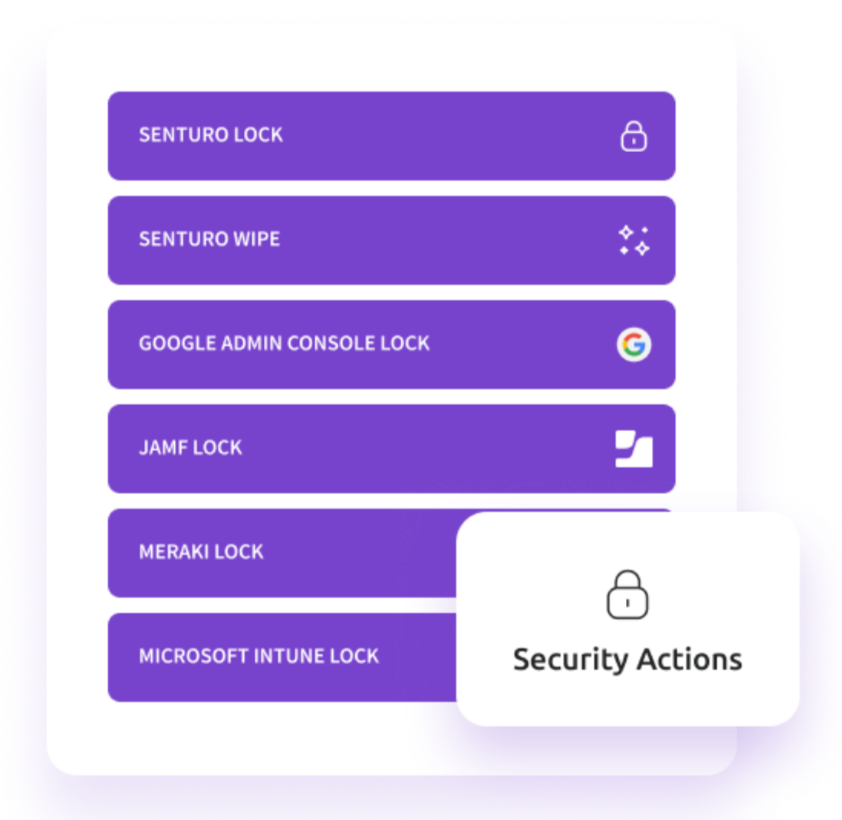 SENTURO LOCK
SENTURO WIPE
GOOGLE ADMIN CONSOLE LOCK
JAMF LOCK
MERAKI LOCK
MICROSOFT INTUNE LOCK
Security Actions